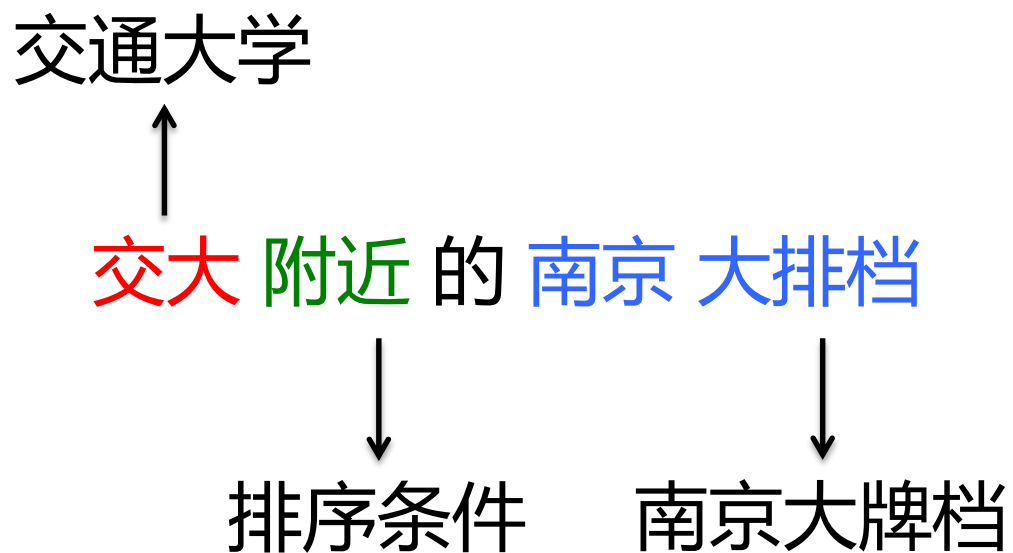 交通大学
交大 附近 的 南京 大排档
排序条件 南京大牌档